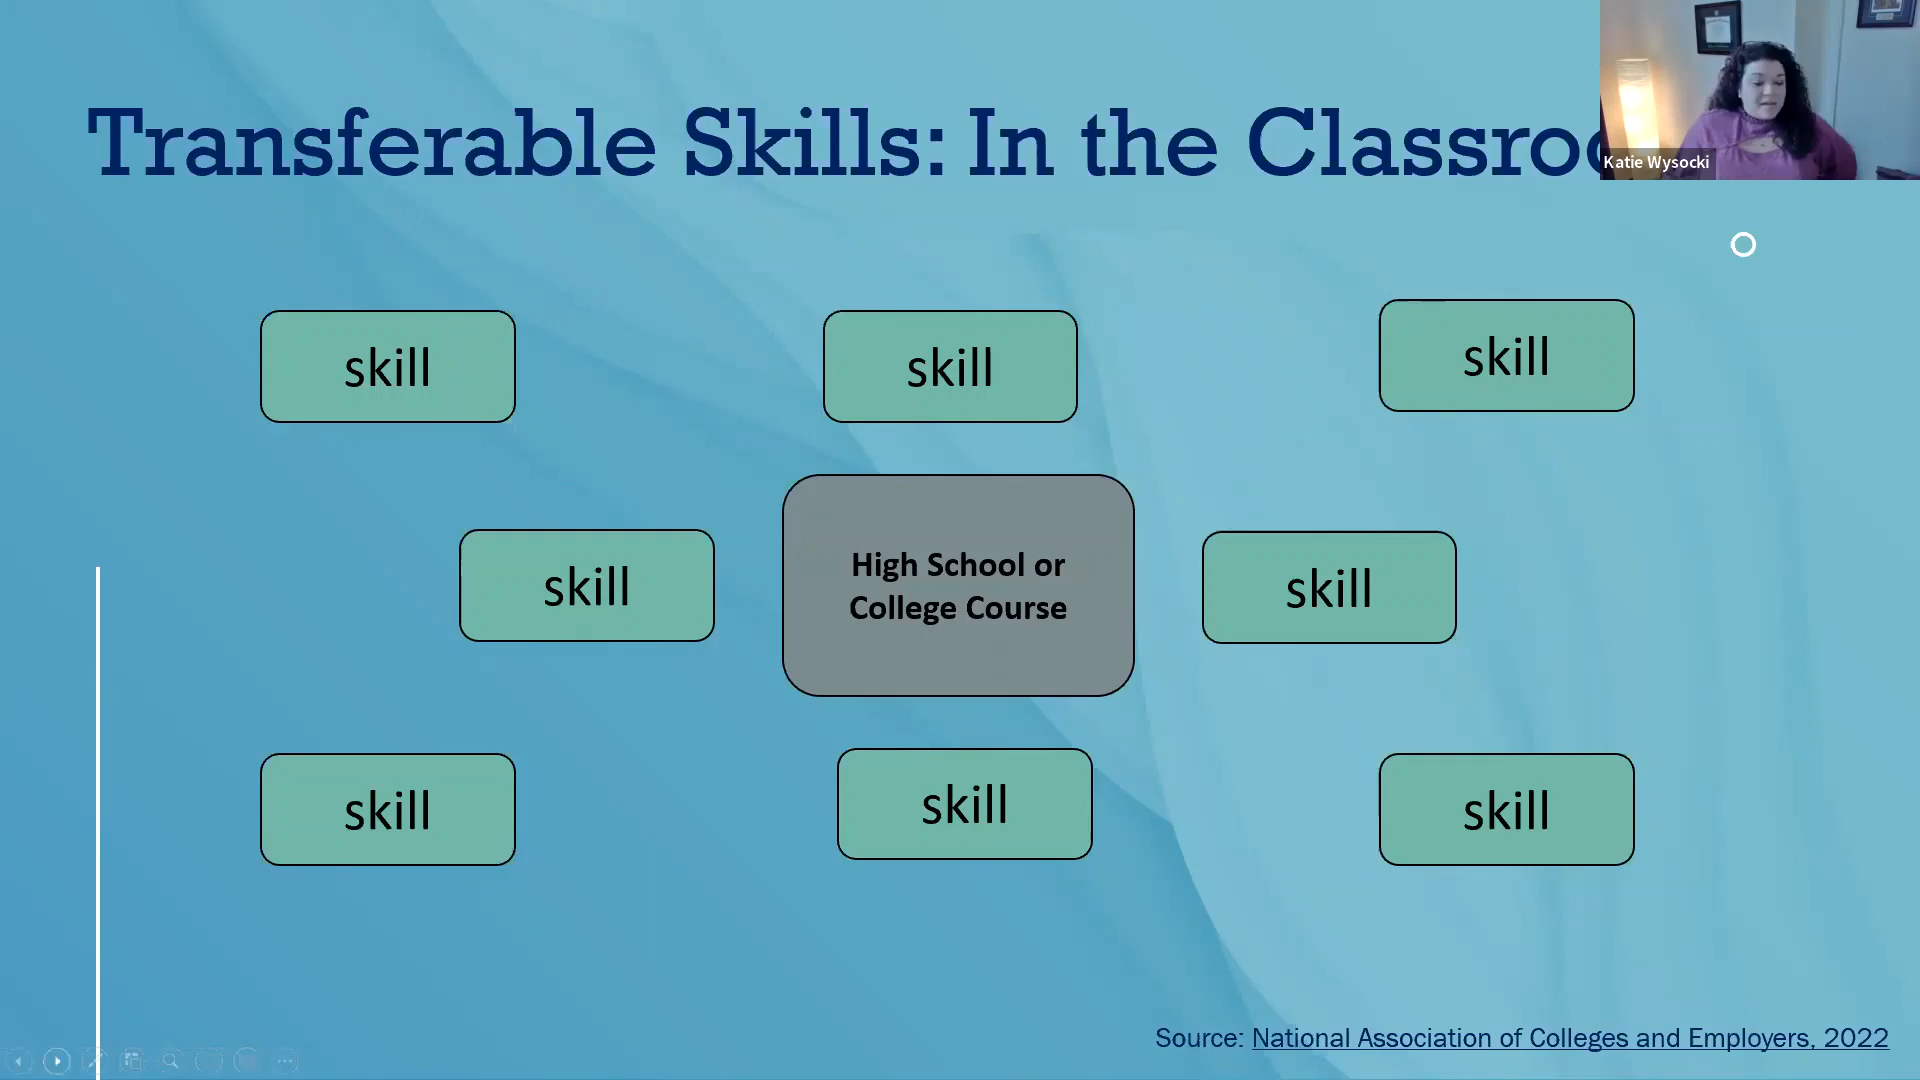 Transferable Skills: In the Classroo
Katie Wysocki
skill
skill
skill
skill
High School or
College Course
skill
skill
skill
skill
Source: National Association of Colleges and Employers, 2022